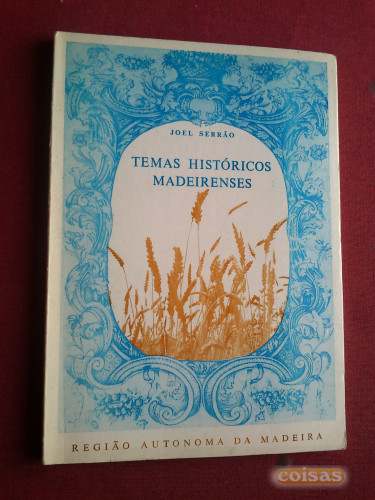 JOEL SERRÃO
TEMAS HISTÓRICOS
MADEIRENSES
REGIÃO AUTONOMA DA MADEIRA
coisas